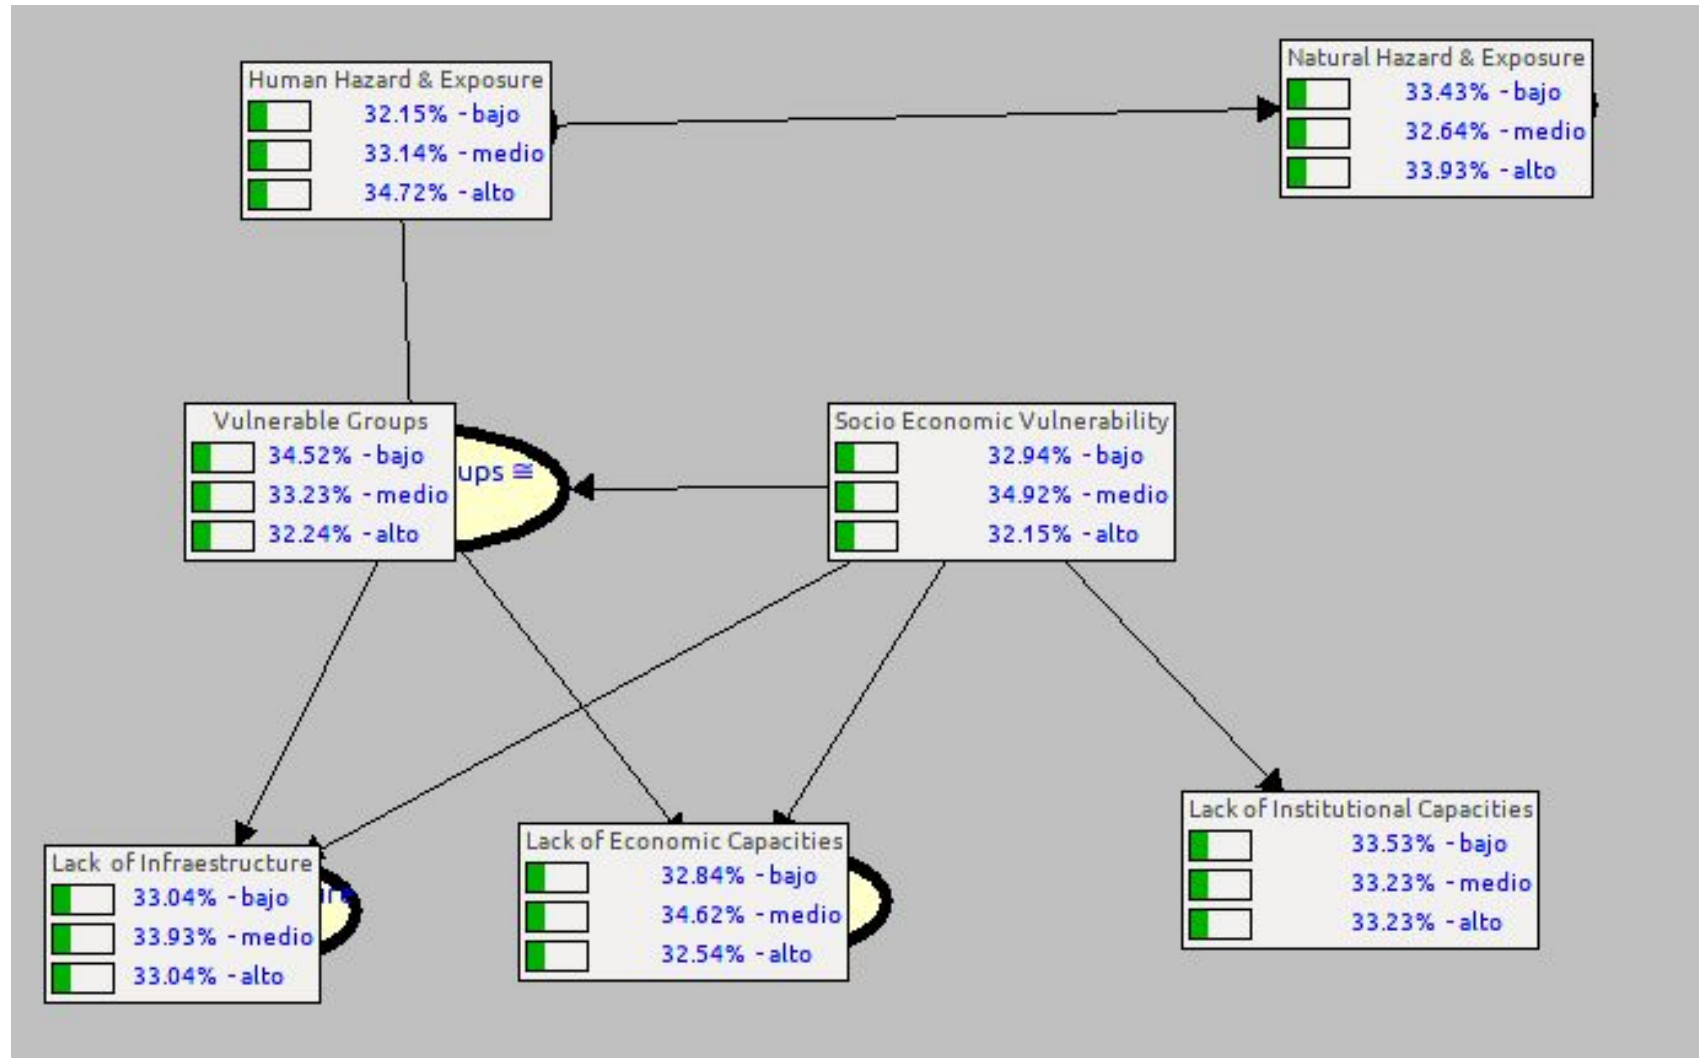 Human Hazard & Exposure
32.15% - bajo
33.14% - medio
34.72% - alto
Natural Hazard & Exposure
33.43% - bajo
32.64% - medio
33.93% - alto
Vulnerable Groups
34.52% - bajo
33.23% - medio
32.24% - alto
ups ≅
Socio Economic Vulnerability
32.94% - bajo
34.92% - medio
32.15% - alto
Lack of Infraestructure
33.04% - bajo
33.93% - medio
33.04% - alto
Lack of Economic Capacities
32.84% - bajo
34.62% - medio
32.54% - alto
Lack of Institutional Capacities
33.53% - bajo
33.23% - medio
33.23% - alto